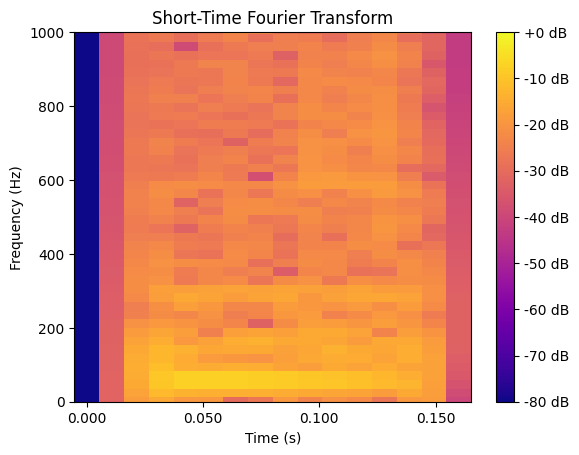 Short-Time Fourier Transform
1000
800
600
400
200
0
Frequency (Hz)
0.000
0.050
0.100
0.150
Time (s)
+0 dB
-10 dB
-20 dB
-30 dB
-40 dB
-50 dB
-60 dB
-70 dB
-80 dB